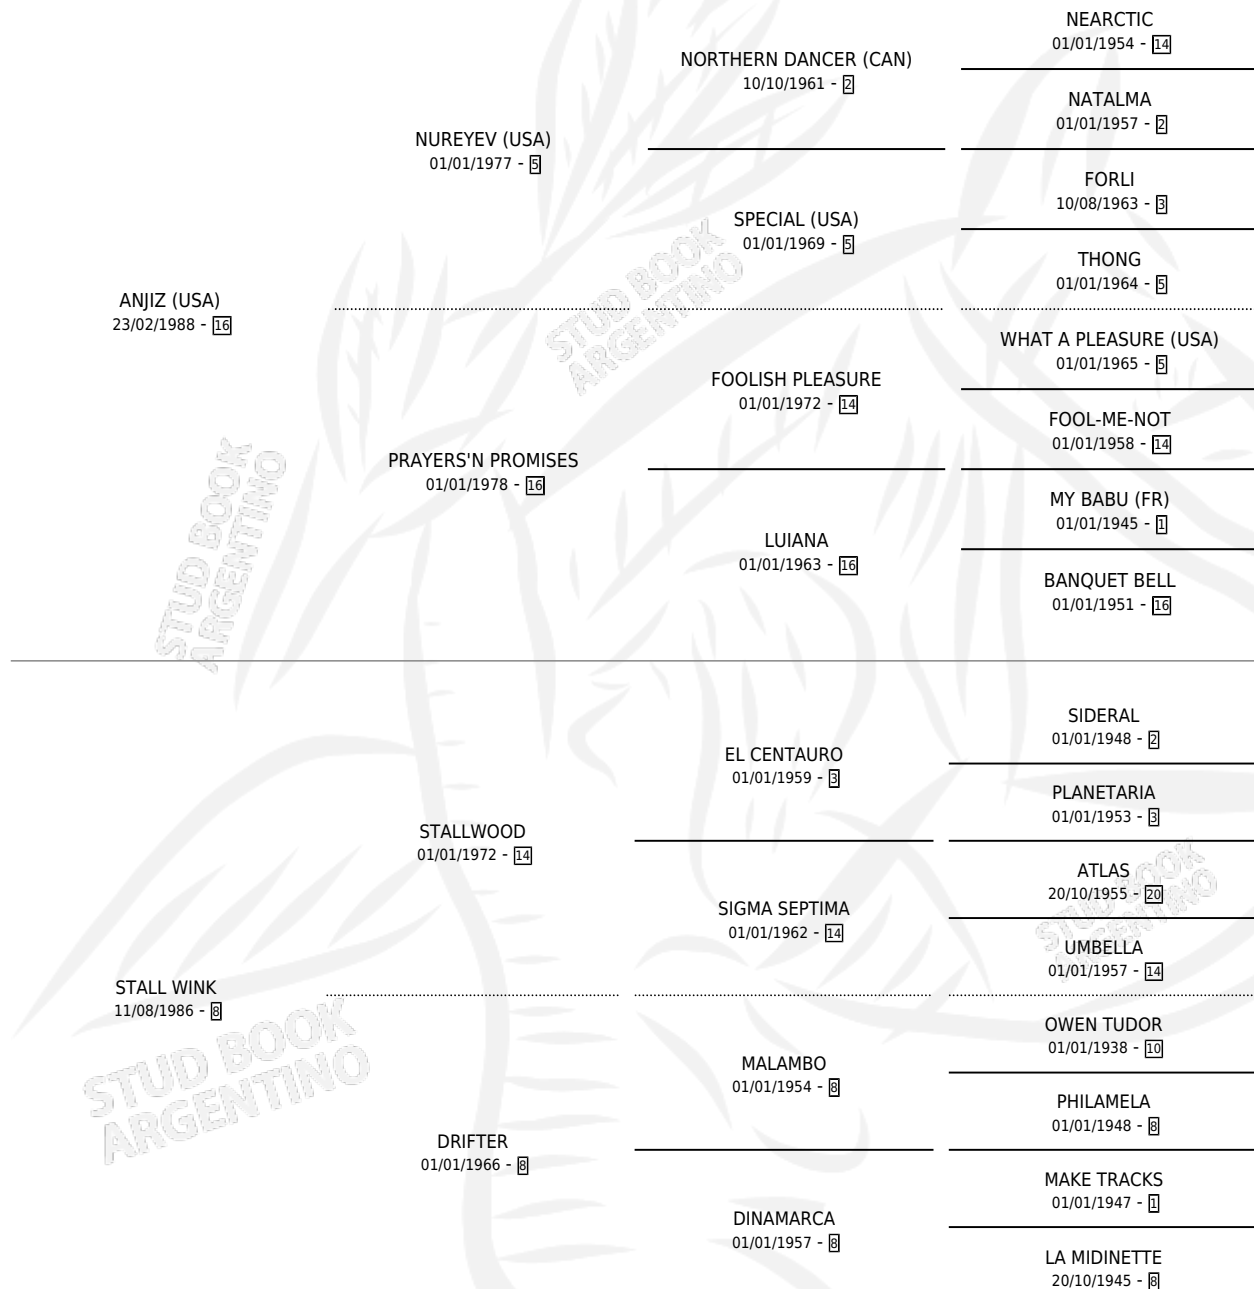 NEARCTIC
01/01/1954 - 14
NORTHERN DANCER (CAN)
10/10/1961 - 2
NATALMA
01/01/1957 - 2
NUREYEV (USA)
01/01/1977 - 5
FORLI
10/08/1963 - 3
SPECIAL (USA)
01/01/1969 - 5
THONG
01/01/1964 - 5
ANJIZ (USA)
23/02/1988 - 16
WHAT A PLEASURE (USA)
01/01/1965 - 5
FOOLISH PLEASURE
01/01/1972 - 14
FOOL-ME-NOT
01/01/1958 - 14
PRAYERS'N PROMISES
01/01/1978 - 16
MY BABU (FR)
01/01/1945 - 1
LUIANA
01/01/1963 - 16
BANQUET BELL
01/01/1951 - 16
SIDERAL
01/01/1948 - 2
EL CENTAURO
01/01/1959 - 3
PLANETARIA
01/01/1953 - 3
STALLWOOD
01/01/1972 - 14
ATLAS
20/10/1955 - 20
SIGMA SEPTIMA
01/01/1962 - 14
UMBELLA
01/01/1957 - 14
STALL WINK
11/08/1986 - 8
OWEN TUDOR
01/01/1938 - 10
MALAMBO
01/01/1954 - 8
PHILAMELA
01/01/1948 - 8
DRIFTER
01/01/1966 - 8
MAKE TRACKS
01/01/1947 - 1
DINAMARCA
01/01/1957 - 8
LA MIDINETTE
20/10/1945 - 8
STUD BOOK
ARGENTINO
STUD BOOK
ARGENTINO
STUD BOOK
ARGENTINO
STUD BOOK
ARGENTINO